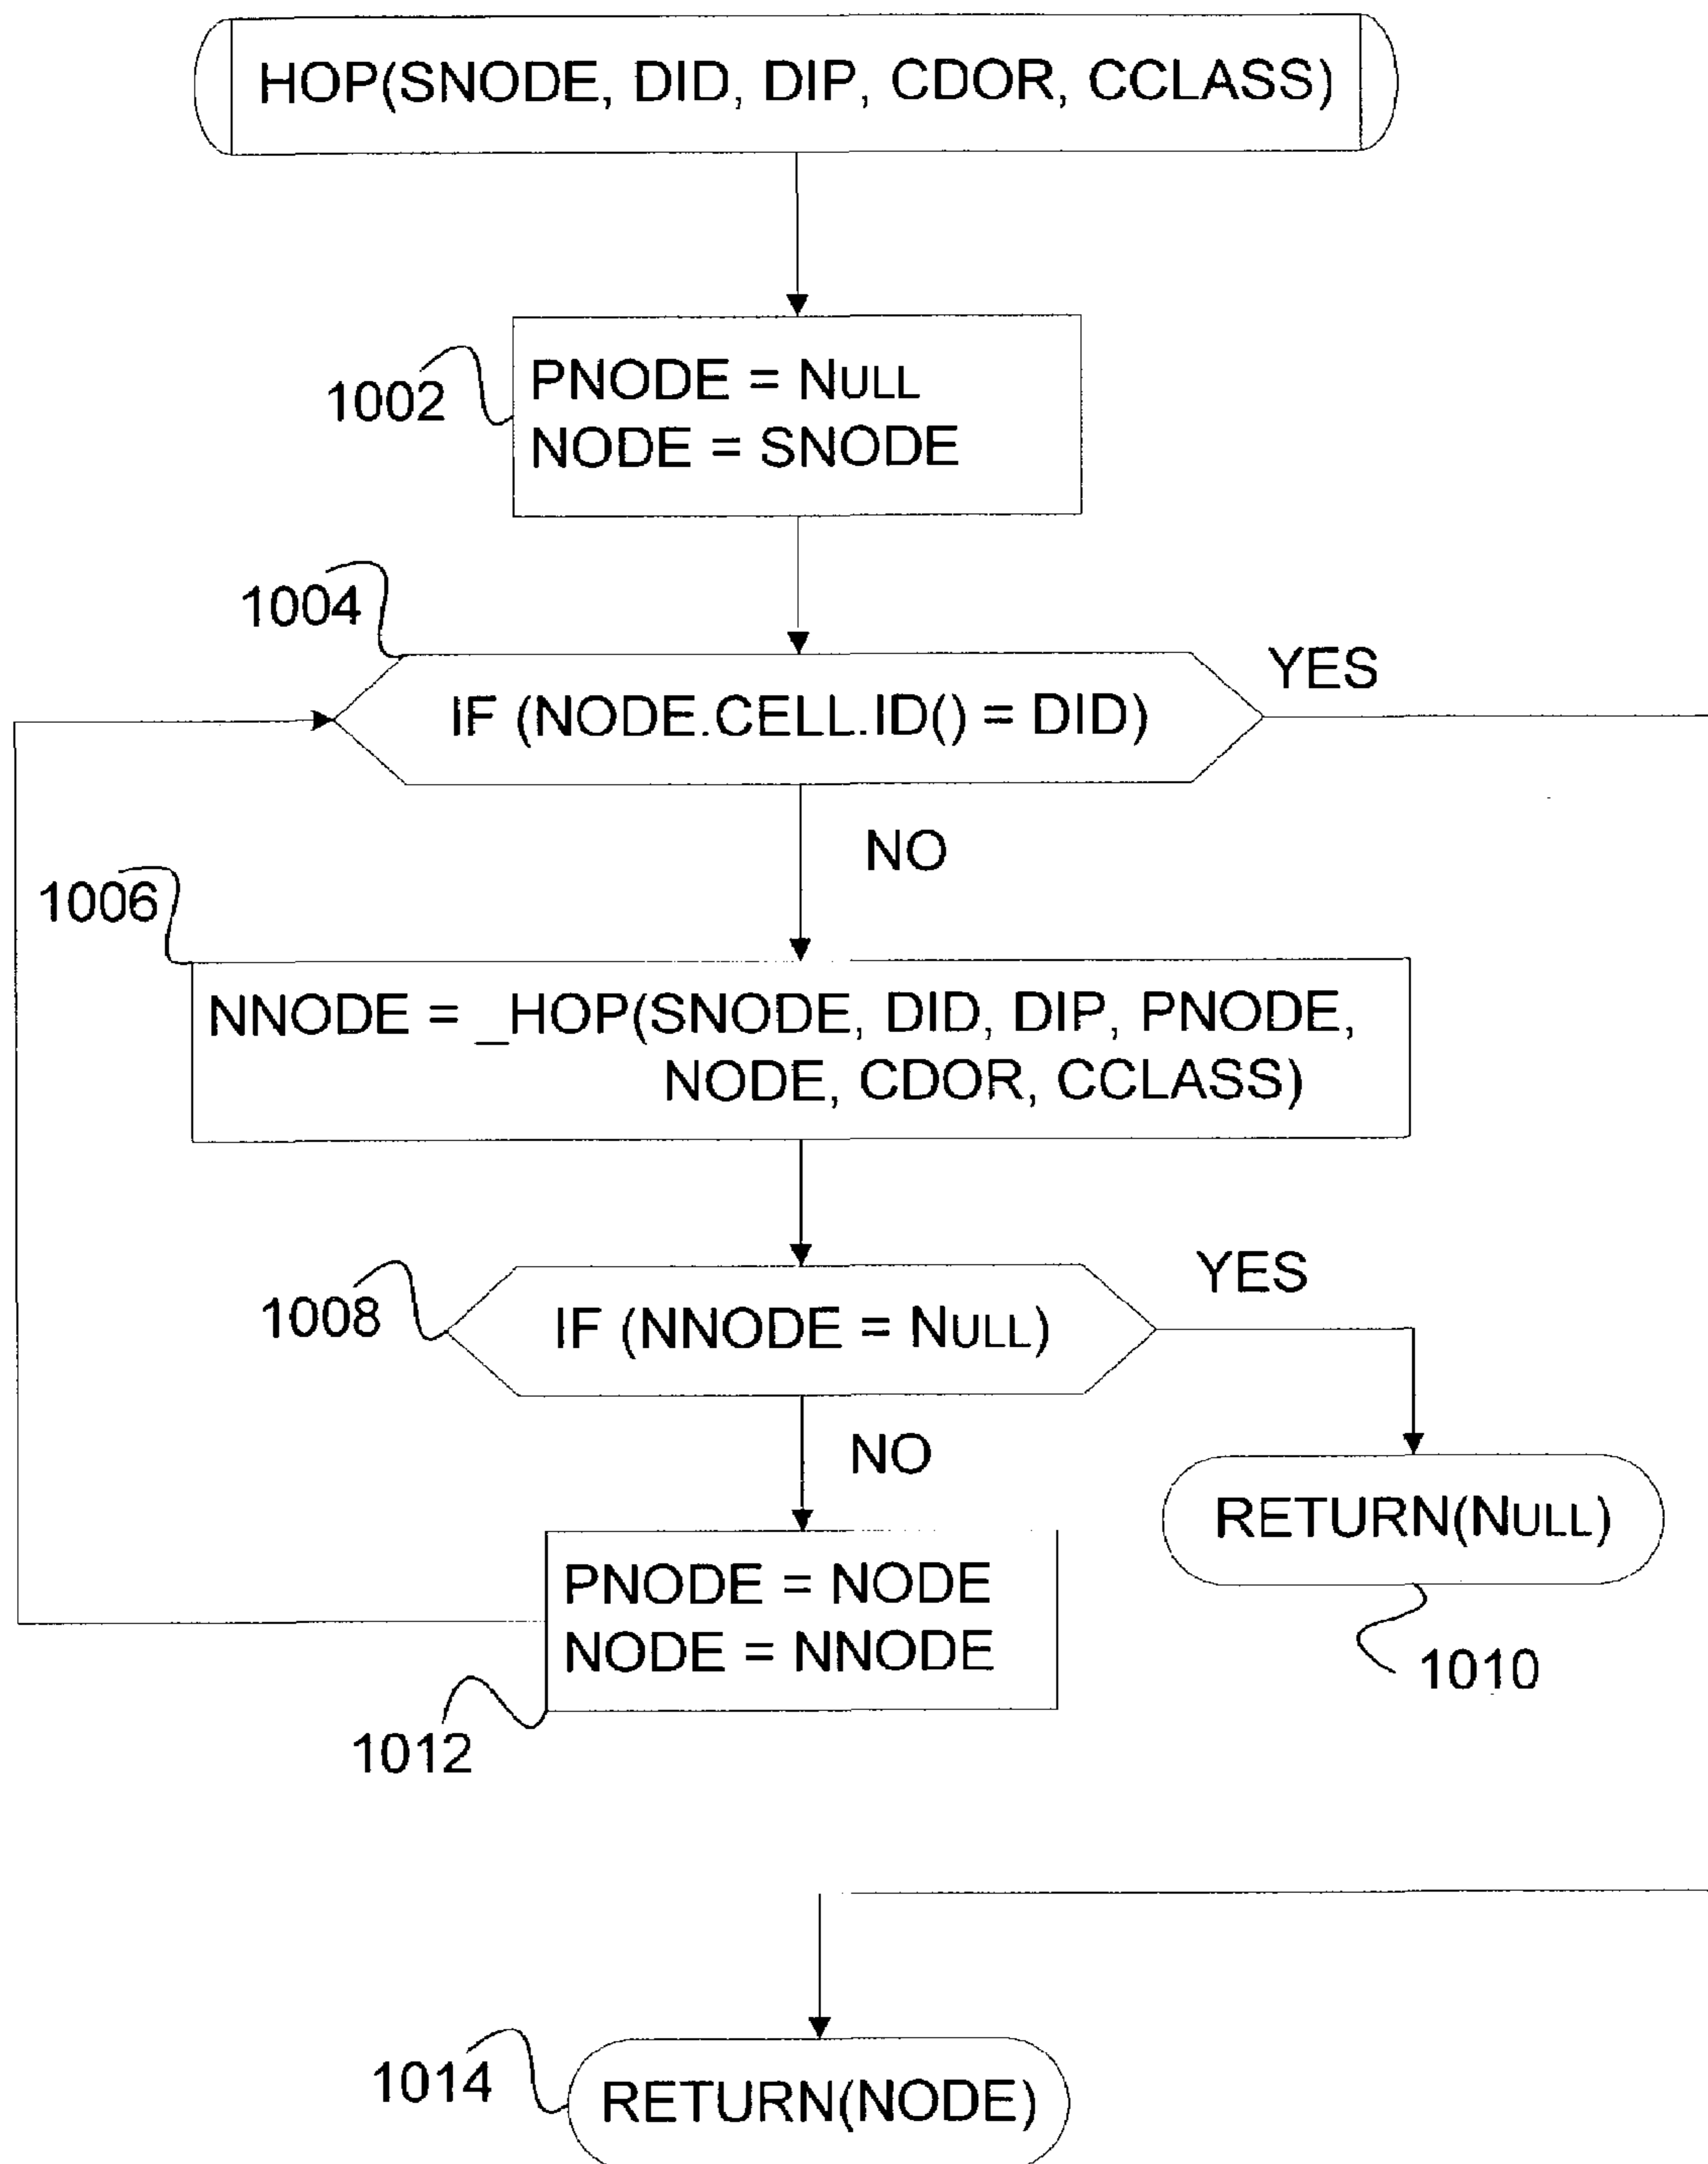 HOP(SNODE, DID, DIP, CDOR, CCLASS)
1002
PNODE = NULL
NODE = SNODE
1004
IF (NODE.CELL.ID() = DID)
YES
NO
1006
NNODE = _HOP(SNODE, DID, DIP, PNODE,
NODE, CDOR, CCLASS)
1008
IF (NNODE = NULL)
YES
NO
RETURN(NULL)
1010
PNODE = NODE
NODE = NNODE
1012
1014
RETURN(NODE)